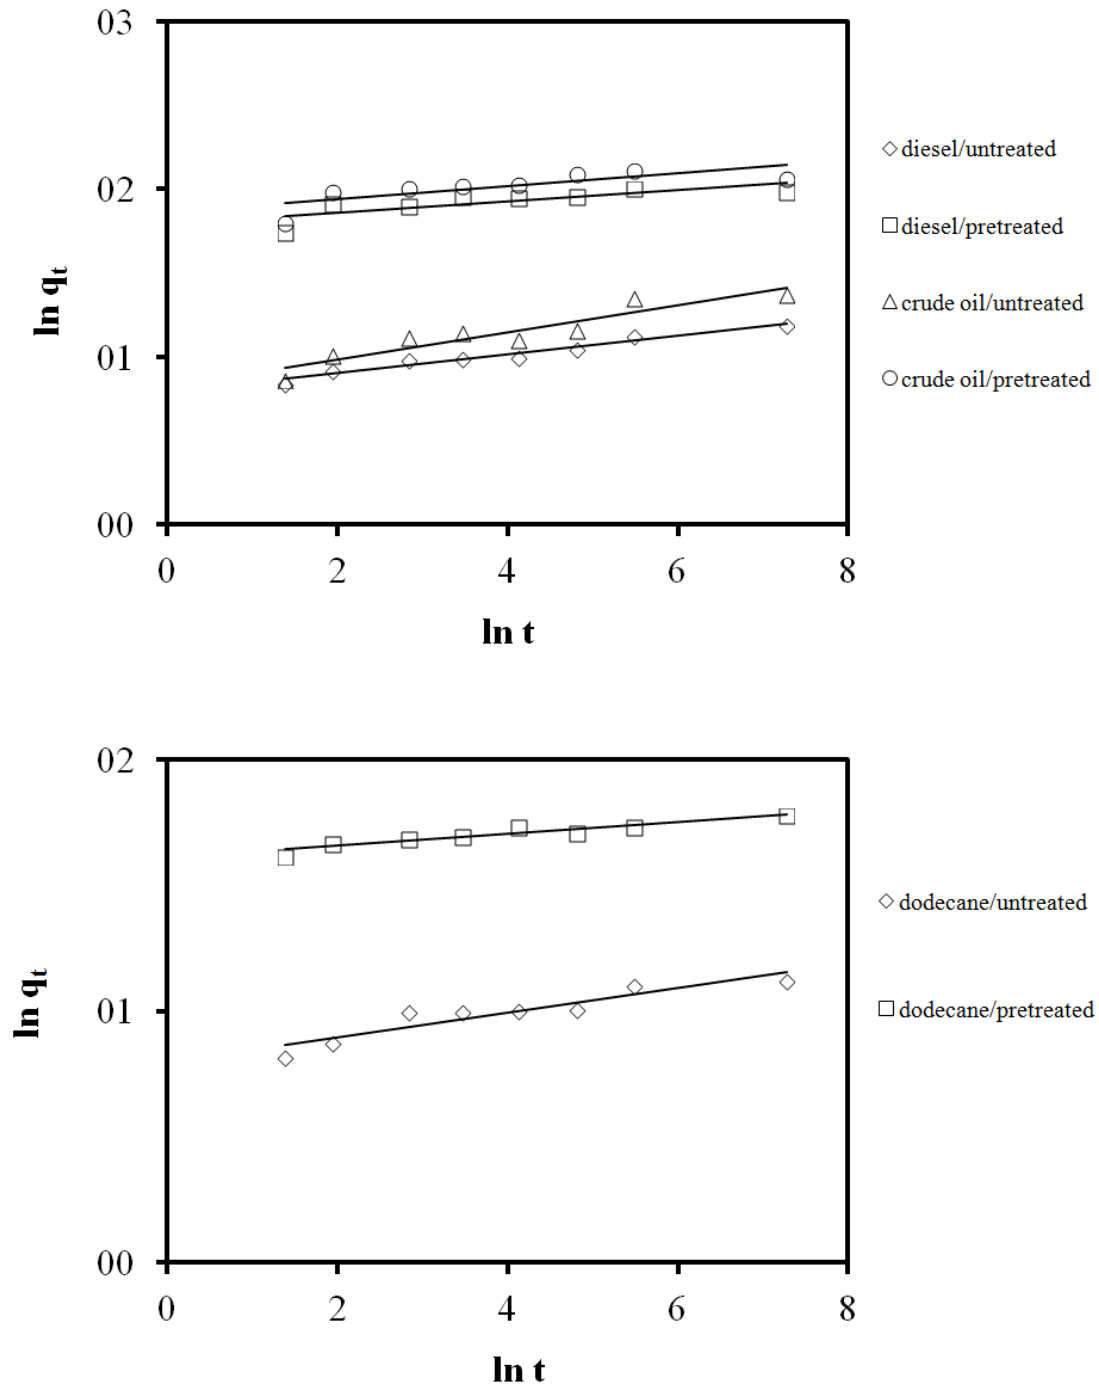 03
02
01
00
ln qt
0 2 4 6 8
ln t
diesel/untreated
diesel/pretreated
crude oil/untreated
crude oil/pretreated
02
01
00
ln qt
0 2 4 6 8
ln t
dodecane/untreated
dodecane/pretreated